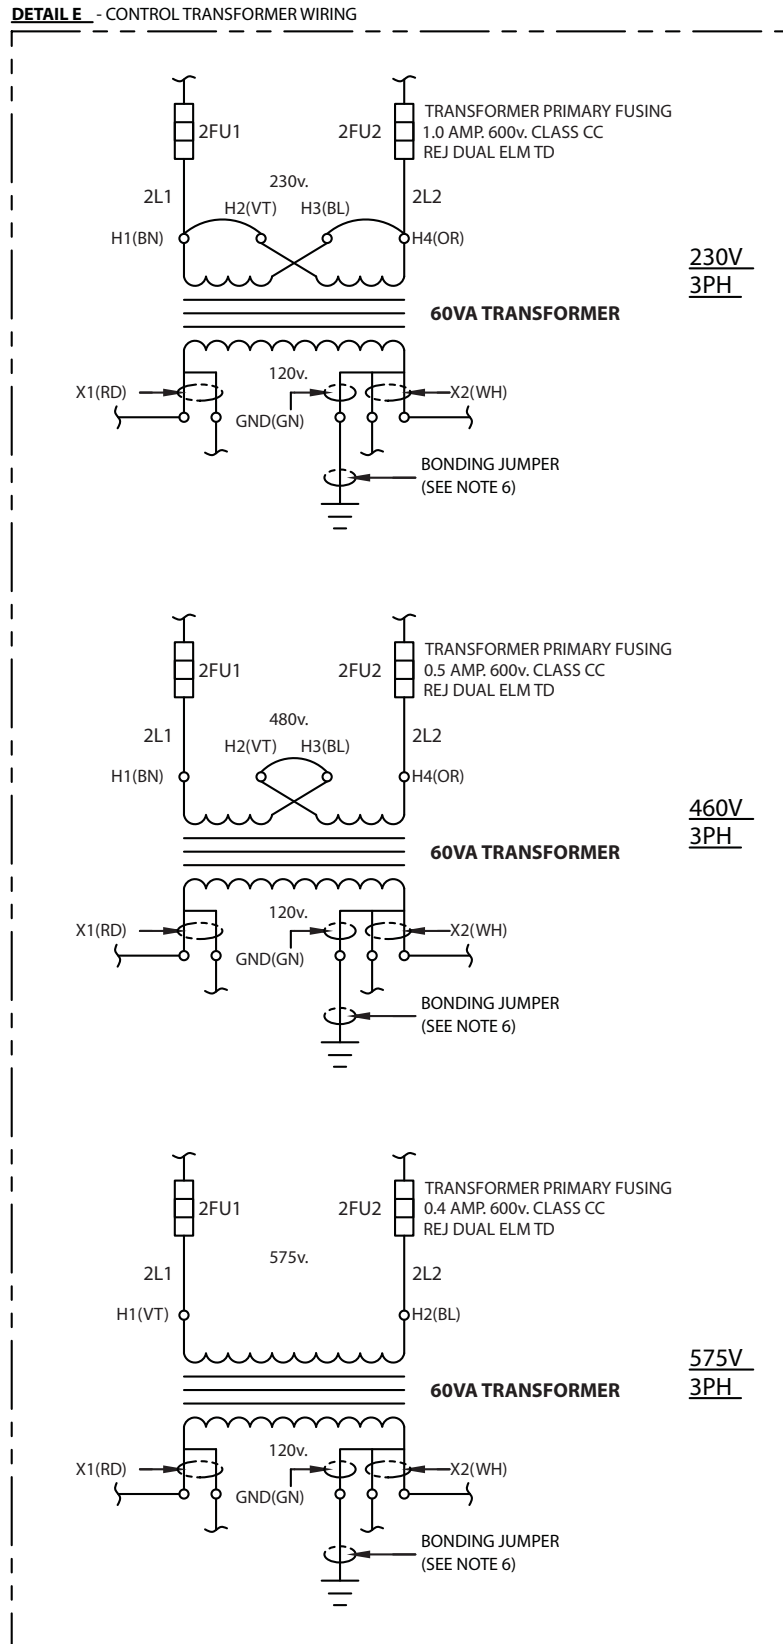 DETAIL E - CONTROL TRANSFORMER WIRING
2FU1
2FU2
TRANSFORMER PRIMARY FUSING
1.0 AMP. 600v. CLASS CC
REJ DUAL ELM TD
2L1
230v.
2L2
H1(BN)
H2(VT)
H3(BL)
H4(OR)
230V
3PH
60VA TRANSFORMER
X1(RD)
120v.
GND(GN)
X2(WH)
BONDING JUMPER
(SEE NOTE 6)
2FU1
2FU2
TRANSFORMER PRIMARY FUSING
0.5 AMP. 600v. CLASS CC
REJ DUAL ELM TD
2L1
480v.
2L2
H1(BN)
H2(VT)
H3(BL)
H4(OR)
460V
3PH
60VA TRANSFORMER
X1(RD)
120v.
GND(GN)
X2(WH)
BONDING JUMPER
(SEE NOTE 6)
2FU1
2FU2
TRANSFORMER PRIMARY FUSING
0.4 AMP. 600v. CLASS CC
REJ DUAL ELM TD
2L1
575v.
2L2
H1(VT)
H2(BL)
575V
3PH
60VA TRANSFORMER
X1(RD)
120v.
GND(GN)
X2(WH)
BONDING JUMPER
(SEE NOTE 6)